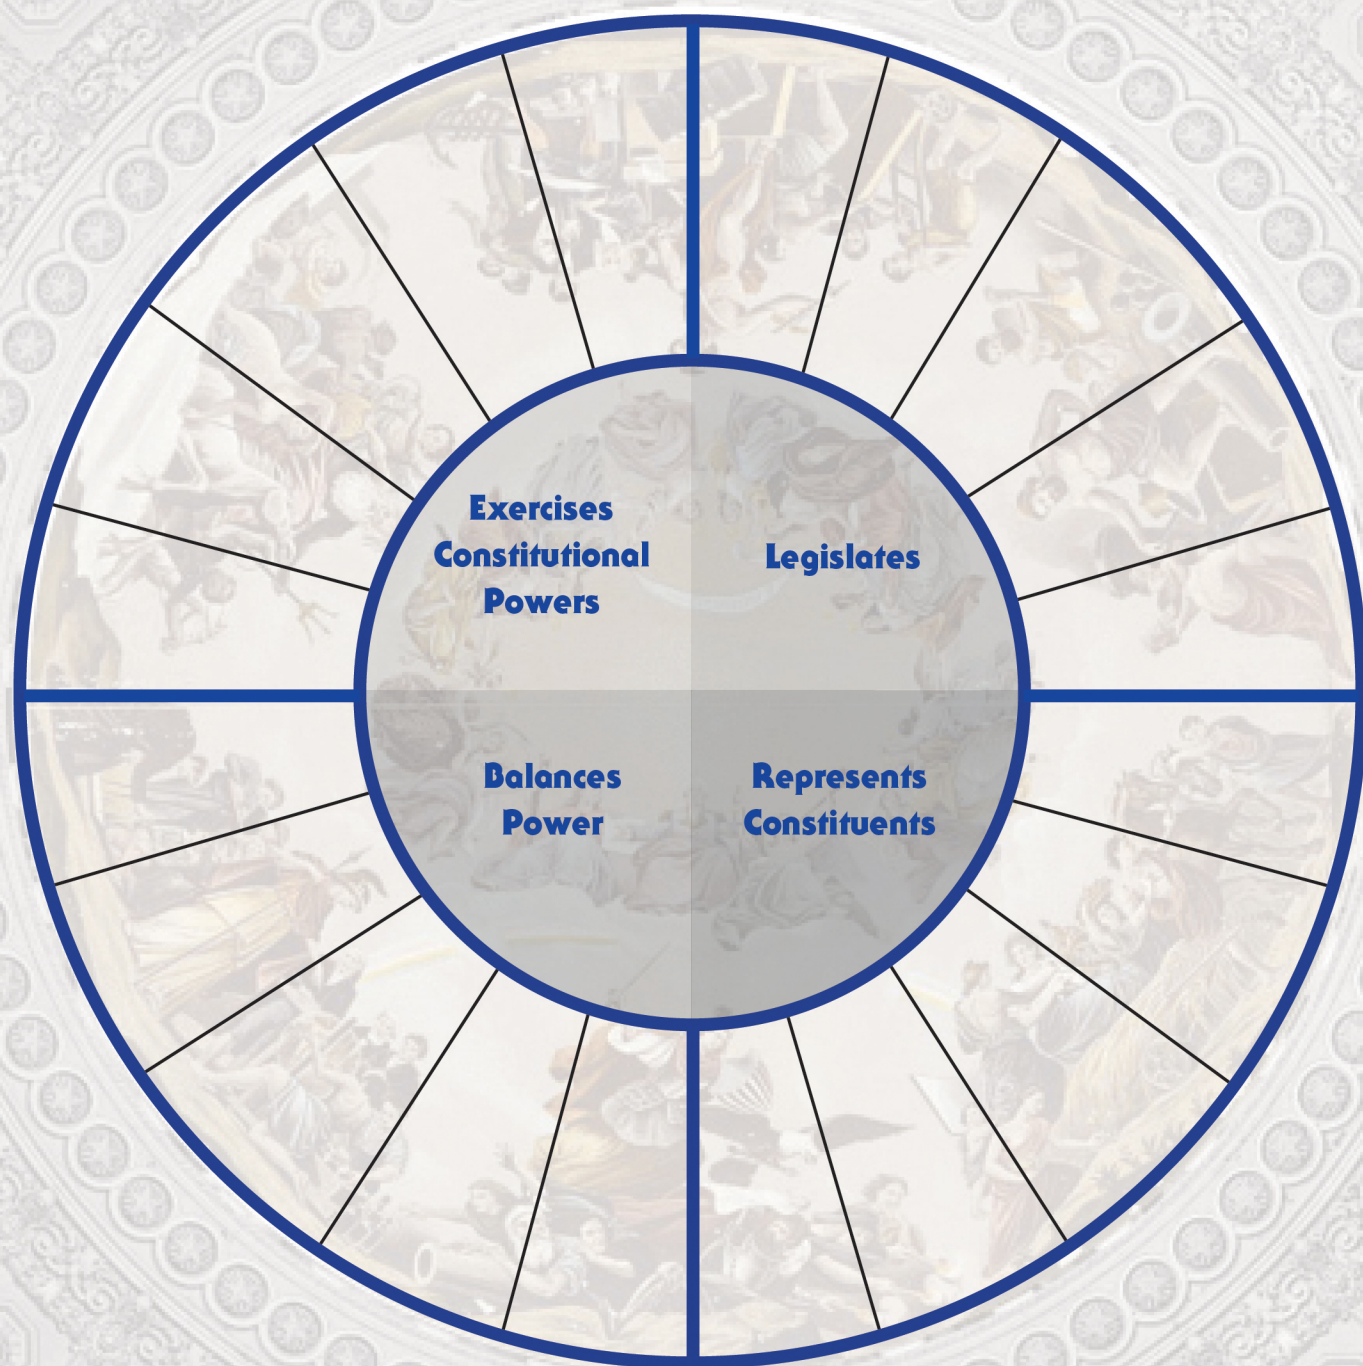 Exercises
Constitutional
Powers
Legislates
Balances
Power
Represents
Constituents